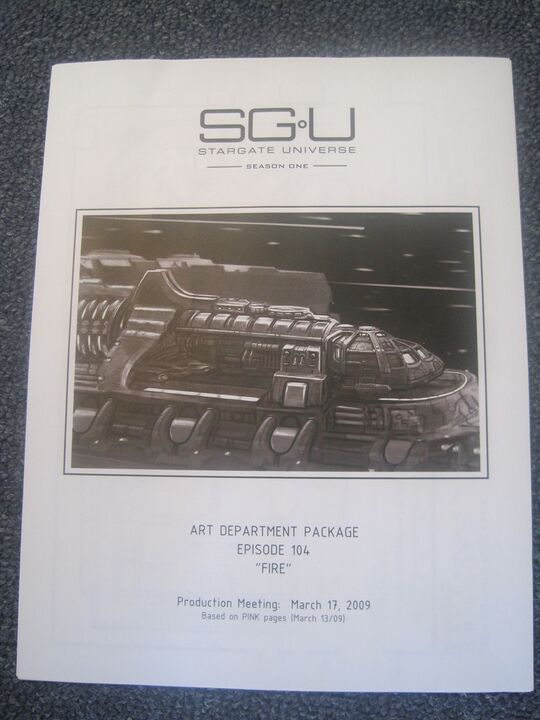 SG·U
STARGATE UNIVERSE
SEASON ONE
ART DEPARTMENT PACKAGE
EPISODE 104
"FIRE"
Production Meeting: March 17, 2009
Based on PINK pages (March 13/09)